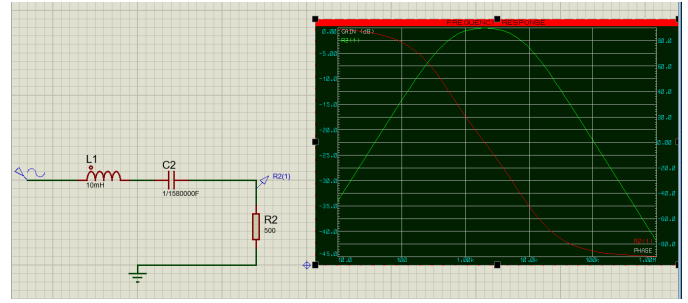 FREQUENCY RESPONSE
GAIN (dB)
R2(1)
0.00
-5.00
-10.0
-15.0
-20.0
-25.0
-30.0
-35.0
-40.0
-45.0
80.0
60.0
40.0
20.0
0.00
-20.0
-40.0
-60.0
-80.0
R2(1)
PHASE
10.0
100
1.00k
10.0k
100k
1.00M
L1
10mH
C2
1/1580000F
R2(1)
R2
500